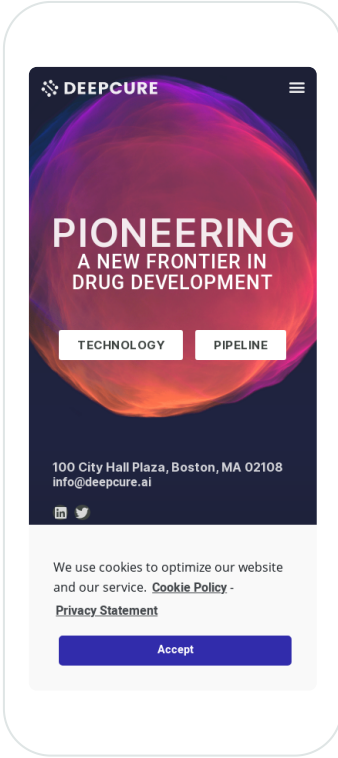 DEEPCURE
PIONEERING
A NEW FRONTIER IN
DRUG DEVELOPMENT
TECHNOLOGY PIPELINE
100 City Hall Plaza, Boston, MA 02108
info@deepcure.ai
in
We use cookies to optimize our website
and our service. Cookie Policy -
Privacy Statement
Accept